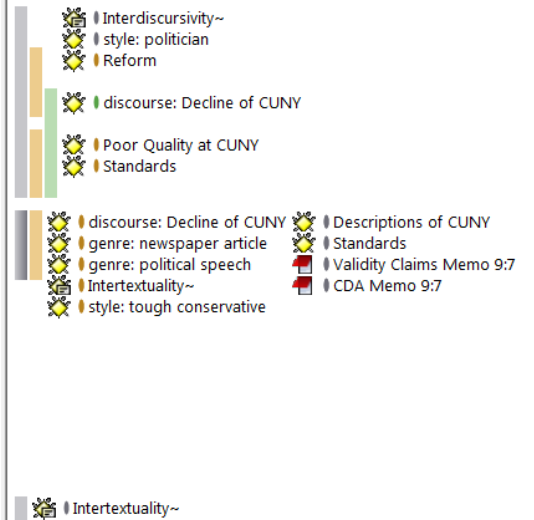 Interdiscursivity~
style: politician
Reform
discourse: Decline of CUNY
Poor Quality at CUNY
Standards
discourse: Decline of CUNY Descriptions of CUNY
genre: newspaper article Standards
genre: political speech Validity Claims Memo 9:7
Intertextuality~ CDA Memo 9:7
style: tough conservative
Intertextuality~